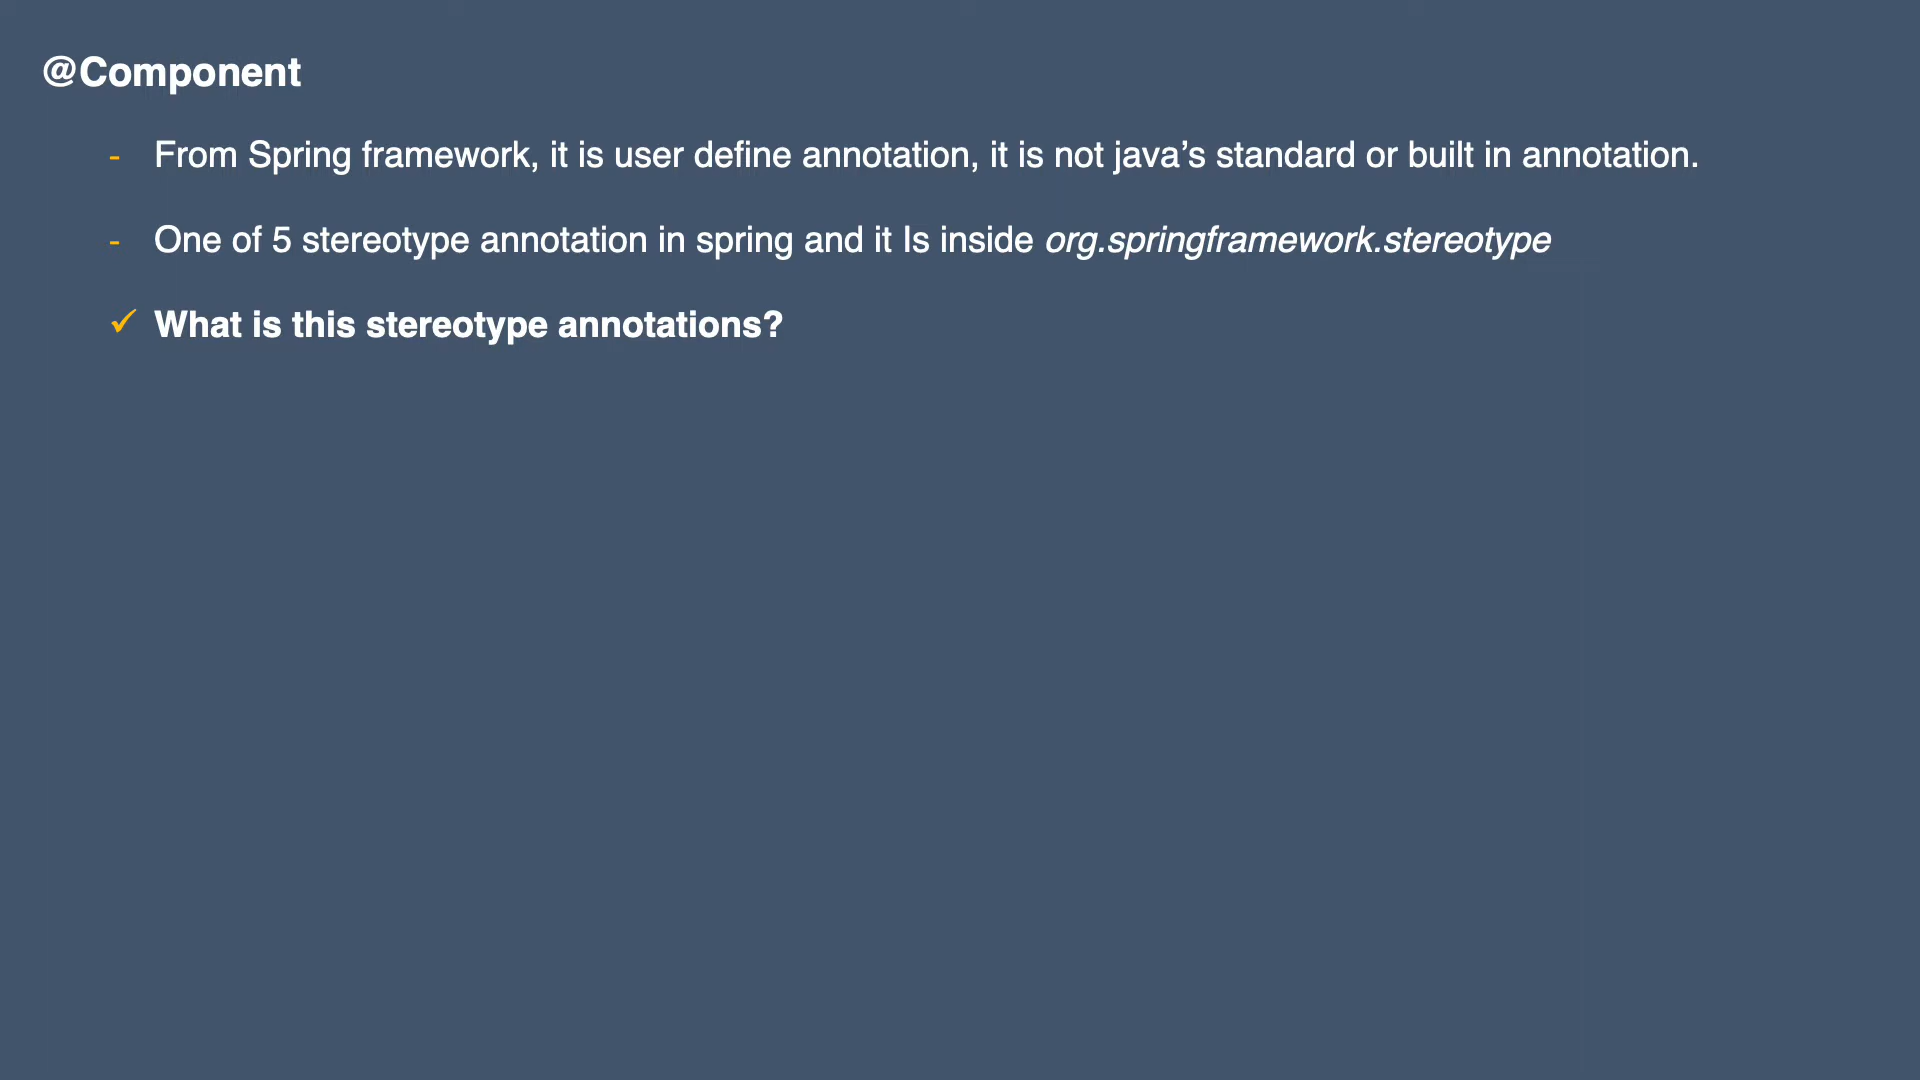 @Component
- From Spring framework, it is user define annotation, it is not java’s standard or built in annotation.
- One of 5 stereotype annotation in spring and it Is inside org.springframework.stereotype
✓ What is this stereotype annotations?